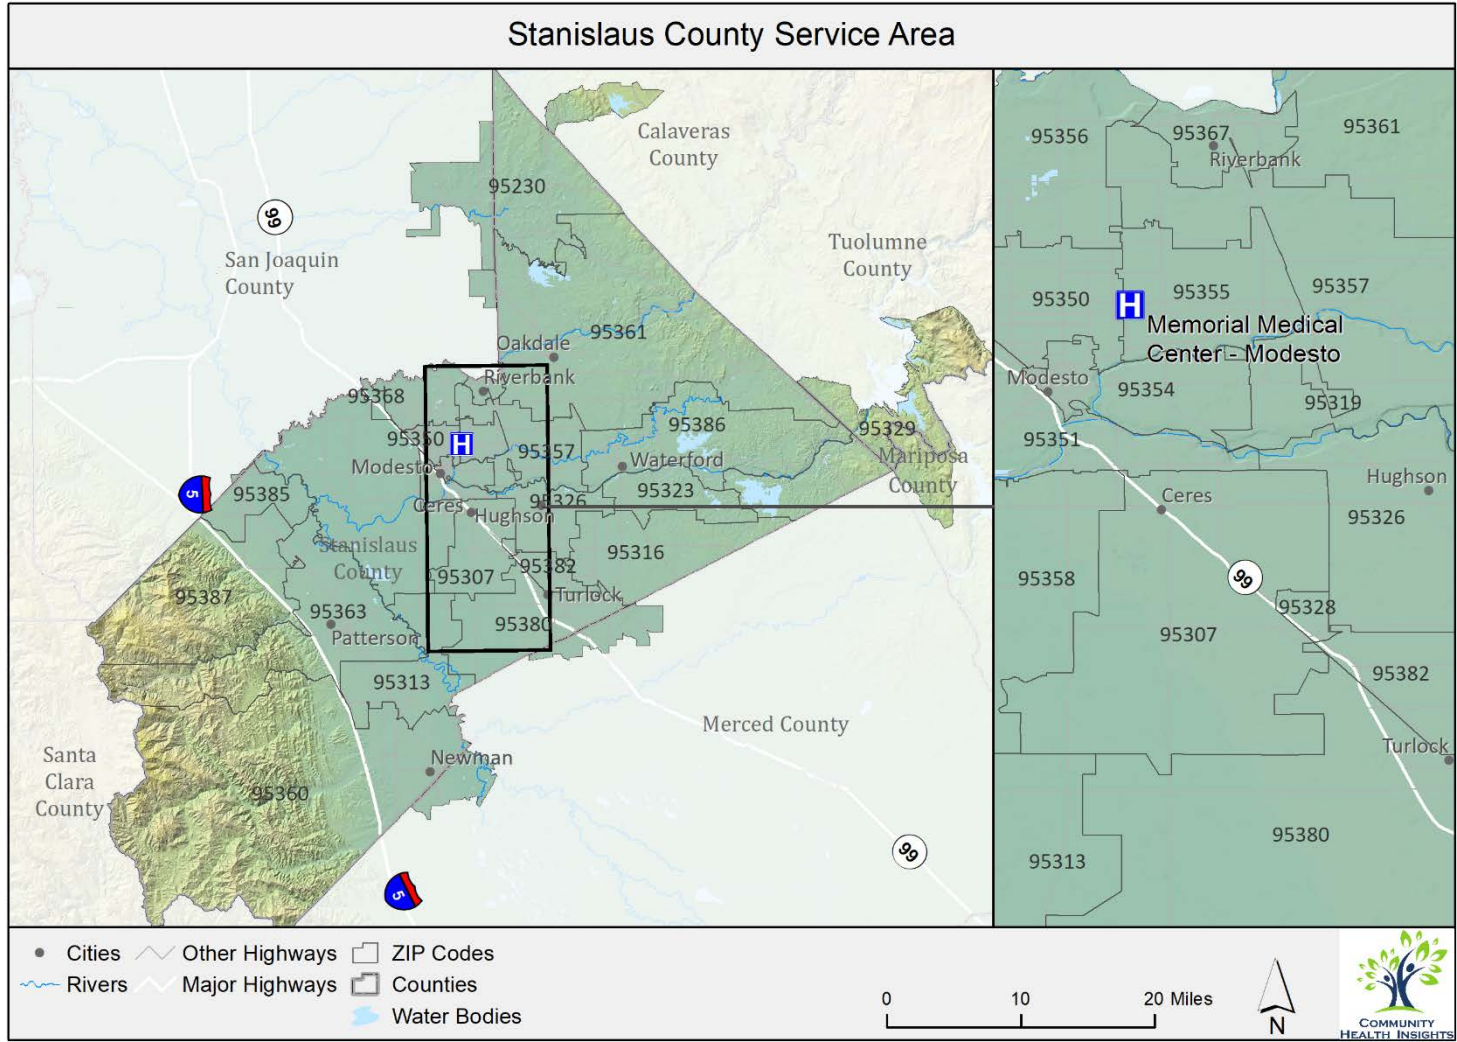 Stanislaus County Service Area
Calaveras
County
95230
99
San Joaquin
County
Tuolumne
County
95361
Oakdale
Riverbank
95368
95350
H
95357
95386
95329
Mariposa
County
Modesto
Waterford
5
95385
95326
95323
Ceres
Hughson
Stanislaus
County
95316
95382
95307
95387
Turlock
95363
Patterson
95380
95313
Merced County
Santa
Clara
County
Newman
95360
99
5
95356
95367
95361
Riverbank
95350
95355
95357
H
Memorial Medical
Center - Modesto
Modesto
95354
95319
95351
Hughson
Ceres
95326
95358
99
95328
95307
95382
Turlock
95380
95313
Cities
Other Highways
ZIP Codes
Rivers
Major Highways
Counties
Water Bodies
0 10 20 Miles
N
COMMUNITY
HEALTH INSIGHTS